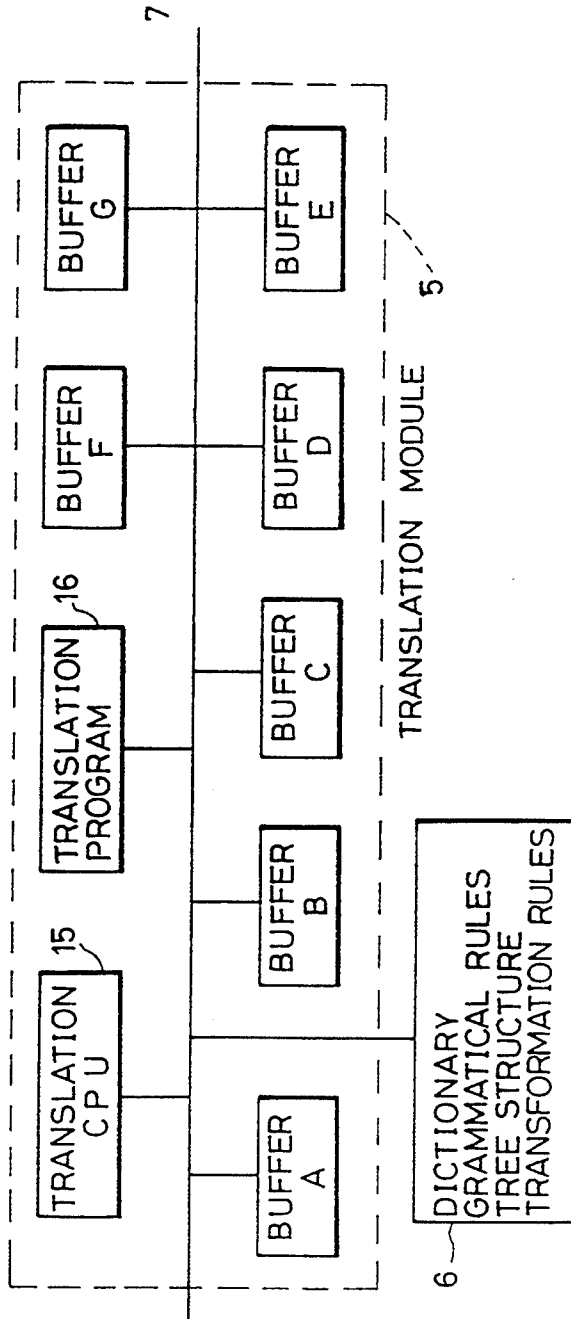 TRANSLATION
CPU
15
TRANSLATION
PROGRAM
16
BUFFER
F
BUFFER
G
7
BUFFER
A
BUFFER
B
BUFFER
C
BUFFER
D
BUFFER
E
5
TRANSLATION MODULE
6
DICTIONARY
GRAMMATICAL RULES
TREE STRUCTURE
TRANSFORMATION RULES